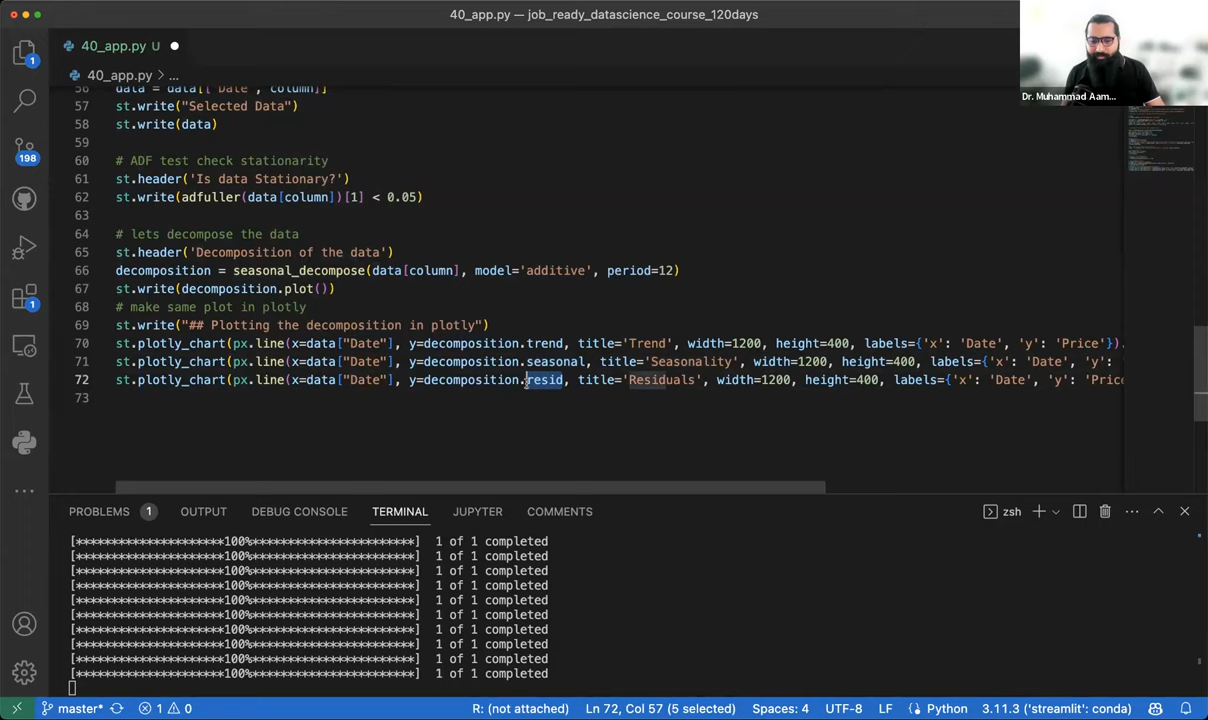 40_app.py — job_ready_datascience_course_120days
Dr. Muhammad Aam...
40_app.py U
40_app.py > ...
1
198
1
56 data = data[['Date', column]]
57 st.write("Selected Data")
58 st.write(data)
59
60 # ADF test check stationarity
61 st.header('Is data Stationary?')
62 st.write(adfuller(data[column])[1] < 0.05)
63
64 # lets decompose the data
65 st.header('Decomposition of the data')
66 decomposition = seasonal_decompose(data[column], model='additive', period=12)
67 st.write(decomposition.plot())
68 # make same plot in plotly
69 st.write("## Plotting the decomposition in plotly")
70 st.plotly_chart(px.line(x=data["Date"], y=decomposition.trend, title='Trend', width=1200, height=400, labels={'x': 'Date', 'y': 'Price'}).
71 st.plotly_chart(px.line(x=data["Date"], y=decomposition.seasonal, title='Seasonality', width=1200, height=400, labels={'x': 'Date', 'y':
72 st.plotly_chart(px.line(x=data["Date"], y=decomposition.resid, title='Residuals', width=1200, height=400, labels={'x': 'Date', 'y': 'Price
73
PROBLEMS 1 OUTPUT DEBUG CONSOLE TERMINAL JUPYTER COMMENTS zsh
[**********************100%***********************] 1 of 1 completed
[**********************100%***********************] 1 of 1 completed
[**********************100%***********************] 1 of 1 completed
[**********************100%***********************] 1 of 1 completed
[**********************100%***********************] 1 of 1 completed
[**********************100%***********************] 1 of 1 completed
[**********************100%***********************] 1 of 1 completed
[**********************100%***********************] 1 of 1 completed
[**********************100%***********************] 1 of 1 completed
[**********************100%***********************] 1 of 1 completed
master* 1 0 R: (not attached) Ln 72, Col 57 (5 selected) Spaces: 4 UTF-8 LF Python 3.11.3 ('streamlit': conda)